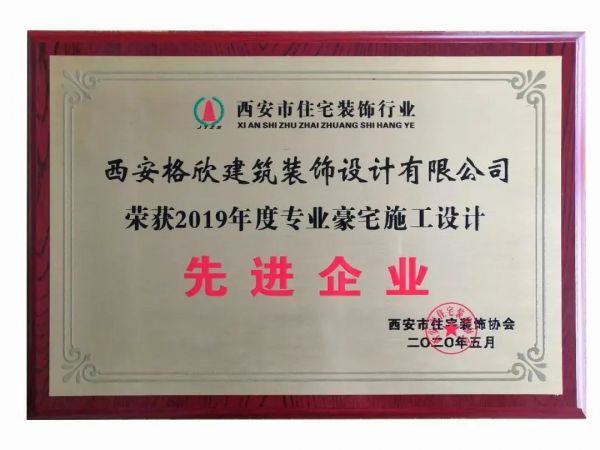 西安市住宅装饰行业
XI AN SHI ZHU ZHAI ZHUANG SHI HANG YE
JZZS
西安格欣建筑装饰设计有限公司
荣获2019年度专业豪宅施工设计
先进企业
西安市住宅装饰协会
二〇二〇年五月